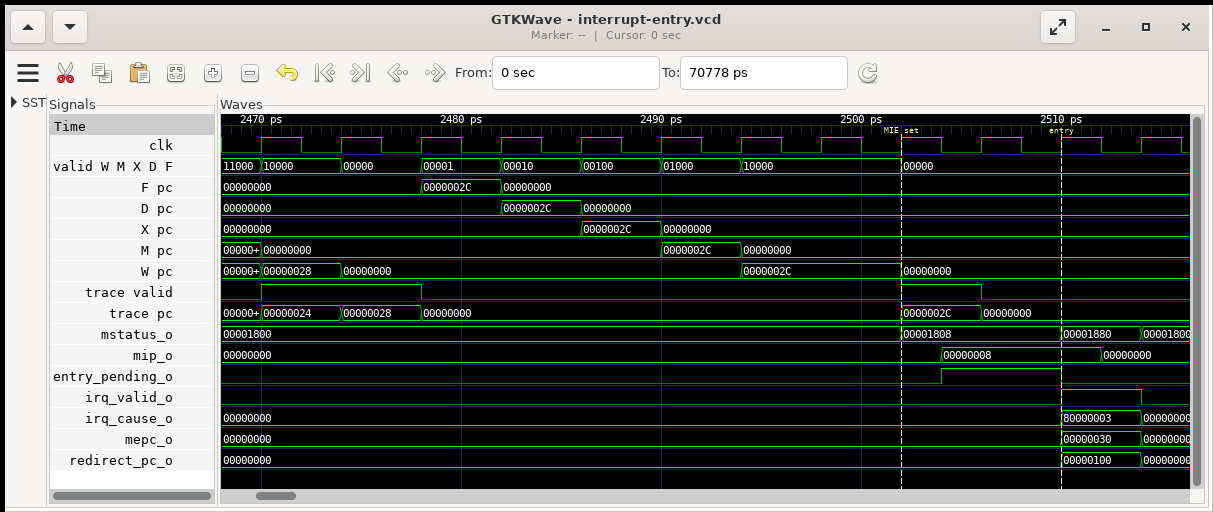 GTKWave - interrupt-entry.vcd
Marker: -- | Cursor: 0 sec
From: 0 sec To: 70778 ps
SST
Signals
Waves
Time
2470 ps 2480 ps 2490 ps 2500 ps 2510 ps
MIE set entry
clk
valid W M X D F 11000 10000 00000 00001 00010 00100 01000 10000 00000
F pc 00000000 0000002C 00000000
D pc 00000000 0000002C 00000000
X pc 00000000 0000002C 00000000
M pc 00000+ 00000000 0000002C 00000000
W pc 00000+ 00000028 00000000 0000002C 00000000
trace valid
trace pc 00000+ 00000024 00000028 00000000 0000002C 00000000
mstatus_o 00001800 00001808 00001880 00001800
mip_o 00000000 00000008 00000000
entry_pending_o
irq_valid_o
irq_cause_o 00000000 80000003 00000000
mepc_o 00000000 00000030 00000000
redirect_pc_o 00000000 00000100 00000000